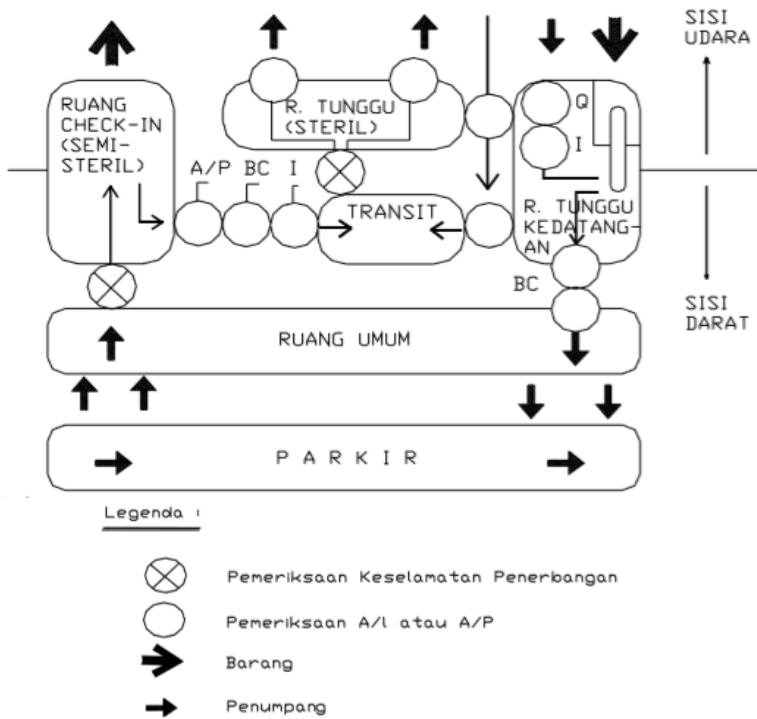 SISI
UDARA
RUANG
CHECK-IN
(SEMI-
STERIL)
R. TUNGGU
(STERIL)
Q
I
A/P BC I
TRANSIT
R. TUNGGU
KEDATANG-
AN
BC
SISI
DARAT
RUANG UMUM
PARKIR
Legenda :
Pemeriksaan Keselamatan Penerbangan
Pemeriksaan A/l atau A/P
Barang
Penumpang